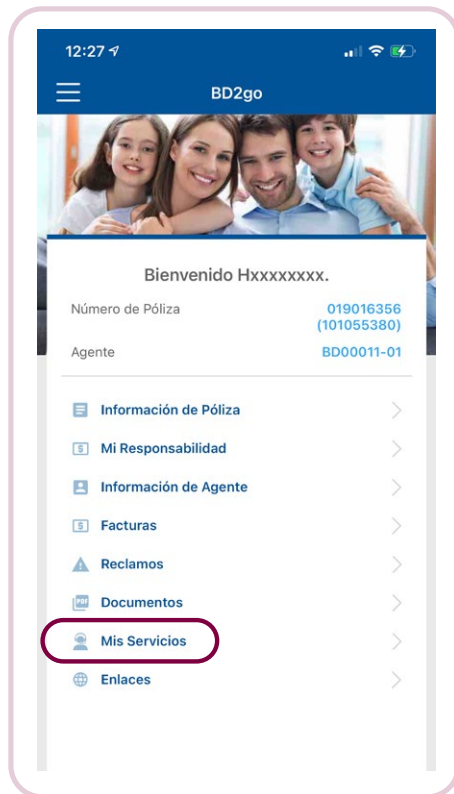 12:27
BD2go
Bienvenido Hxxxxxxxx.
Número de Póliza 019016356
(101055380)
Agente BD00011-01
Información de Póliza
$ Mi Responsabilidad
Información de Agente
$ Facturas
Reclamos
PDF Documentos
Mis Servicios
Enlaces